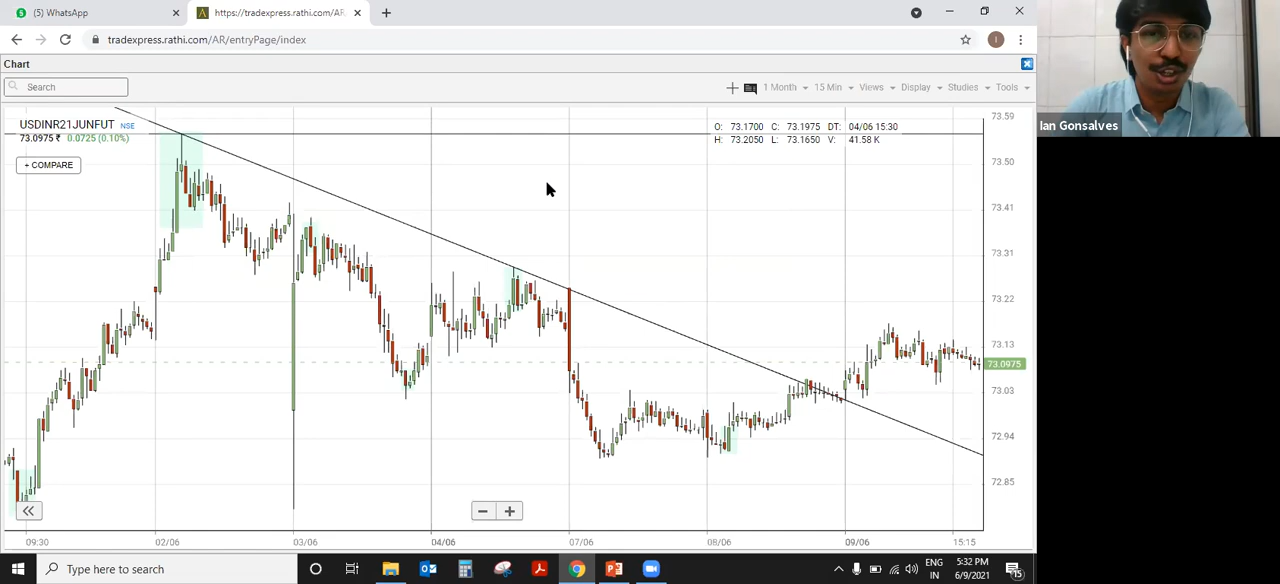 (5) WhatsApp
https://tradexpress.rathi.com/AR/
tradexpress.rathi.com/AR/entryPage/index
I
Chart
Search
1 Month
15 Min
Views
Display
Studies
Tools
USDINR21JUNFUT NSE
73.0975 ₹ 0.0725 (0.10%)
+ COMPARE
O: 73.1700 C: 73.1975 DT: 04/06 15:30
H: 73.2050 L: 73.1650 V: 41.58 K
Ian Gonsalves
73.59
73.50
73.41
73.31
73.22
73.13
73.0975
73.03
72.94
72.85
09:30
02/06
03/06
04/06
07/06
08/06
09/06
15:15
Type here to search
ENG
IN
5:32 PM
6/9/2021
15